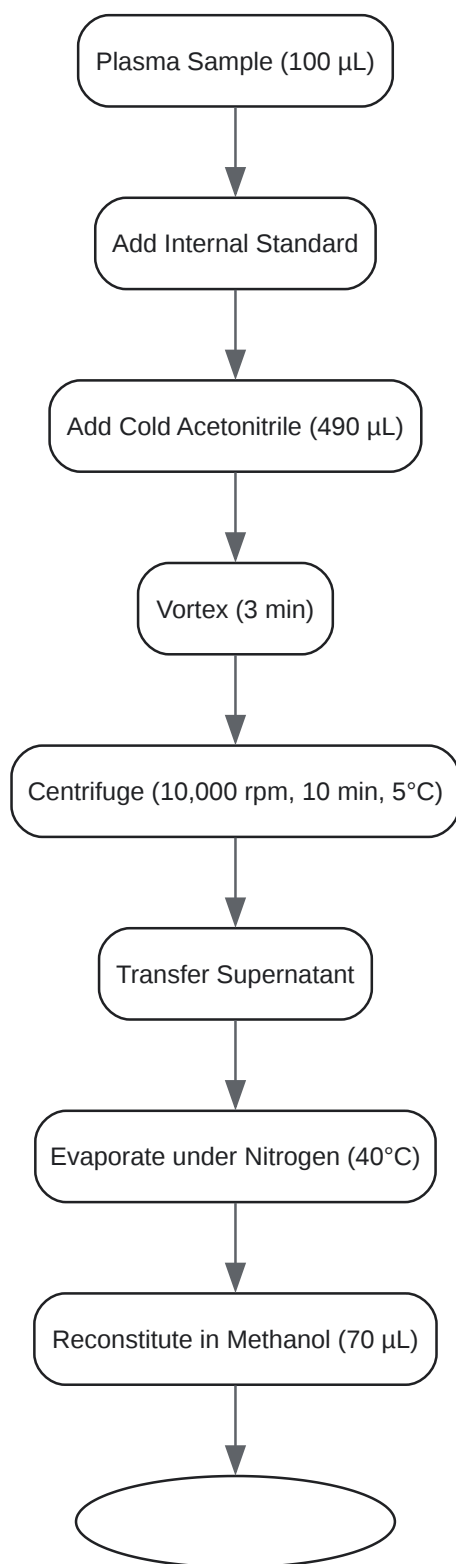 Plasma Sample (100 µL)
Add Internal Standard
Add Cold Acetonitrile (490 µL)
Vortex (3 min)
Centrifuge (10,000 rpm, 10 min, 5°C)
Transfer Supernatant
Evaporate under Nitrogen (40°C)
Reconstitute in Methanol (70 µL)